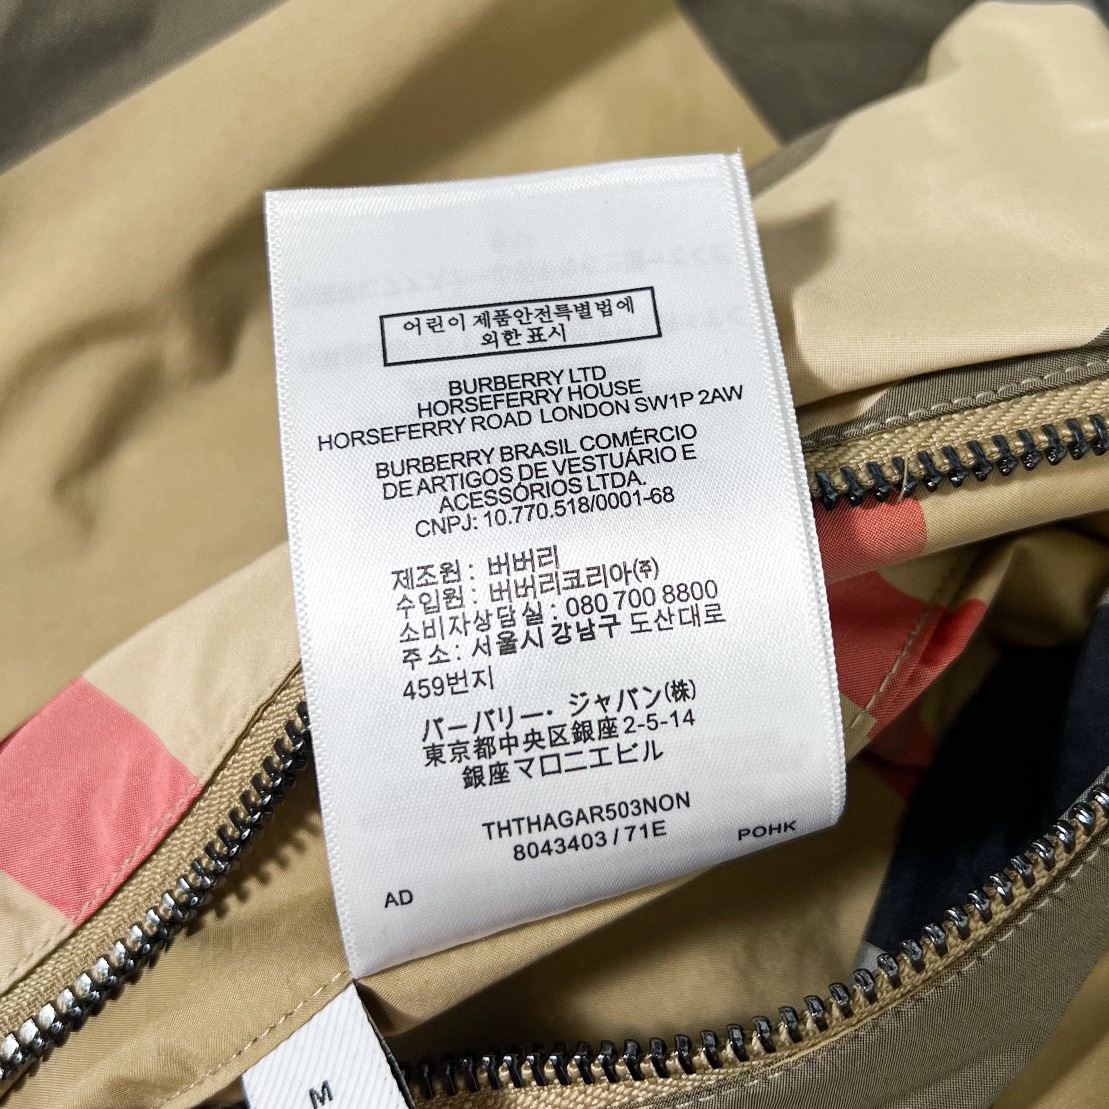 어린이 제품안전특별법에
의한 표시
BURBERRY LTD
HORSEFERRY HOUSE
HORSEFERRY ROAD LONDON SW1P 2AW
BURBERRY BRASIL COMÉRCIO
DE ARTIGOS DE VESTUÁRIO E
ACESSÓRIOS LTDA.
CNPJ: 10.770.518/0001-68
제조원 : 버버리
수입원 : 버버리코리아(주)
소비자상담실 : 080 700 8800
주소 : 서울시 강남구 도산대로
459번지
バーバリー・ジャパン(株)
東京都中央区銀座2-5-14
銀座マロニエビル
THTHAGAR503NON
8043403 / 71E
POHK
AD
M